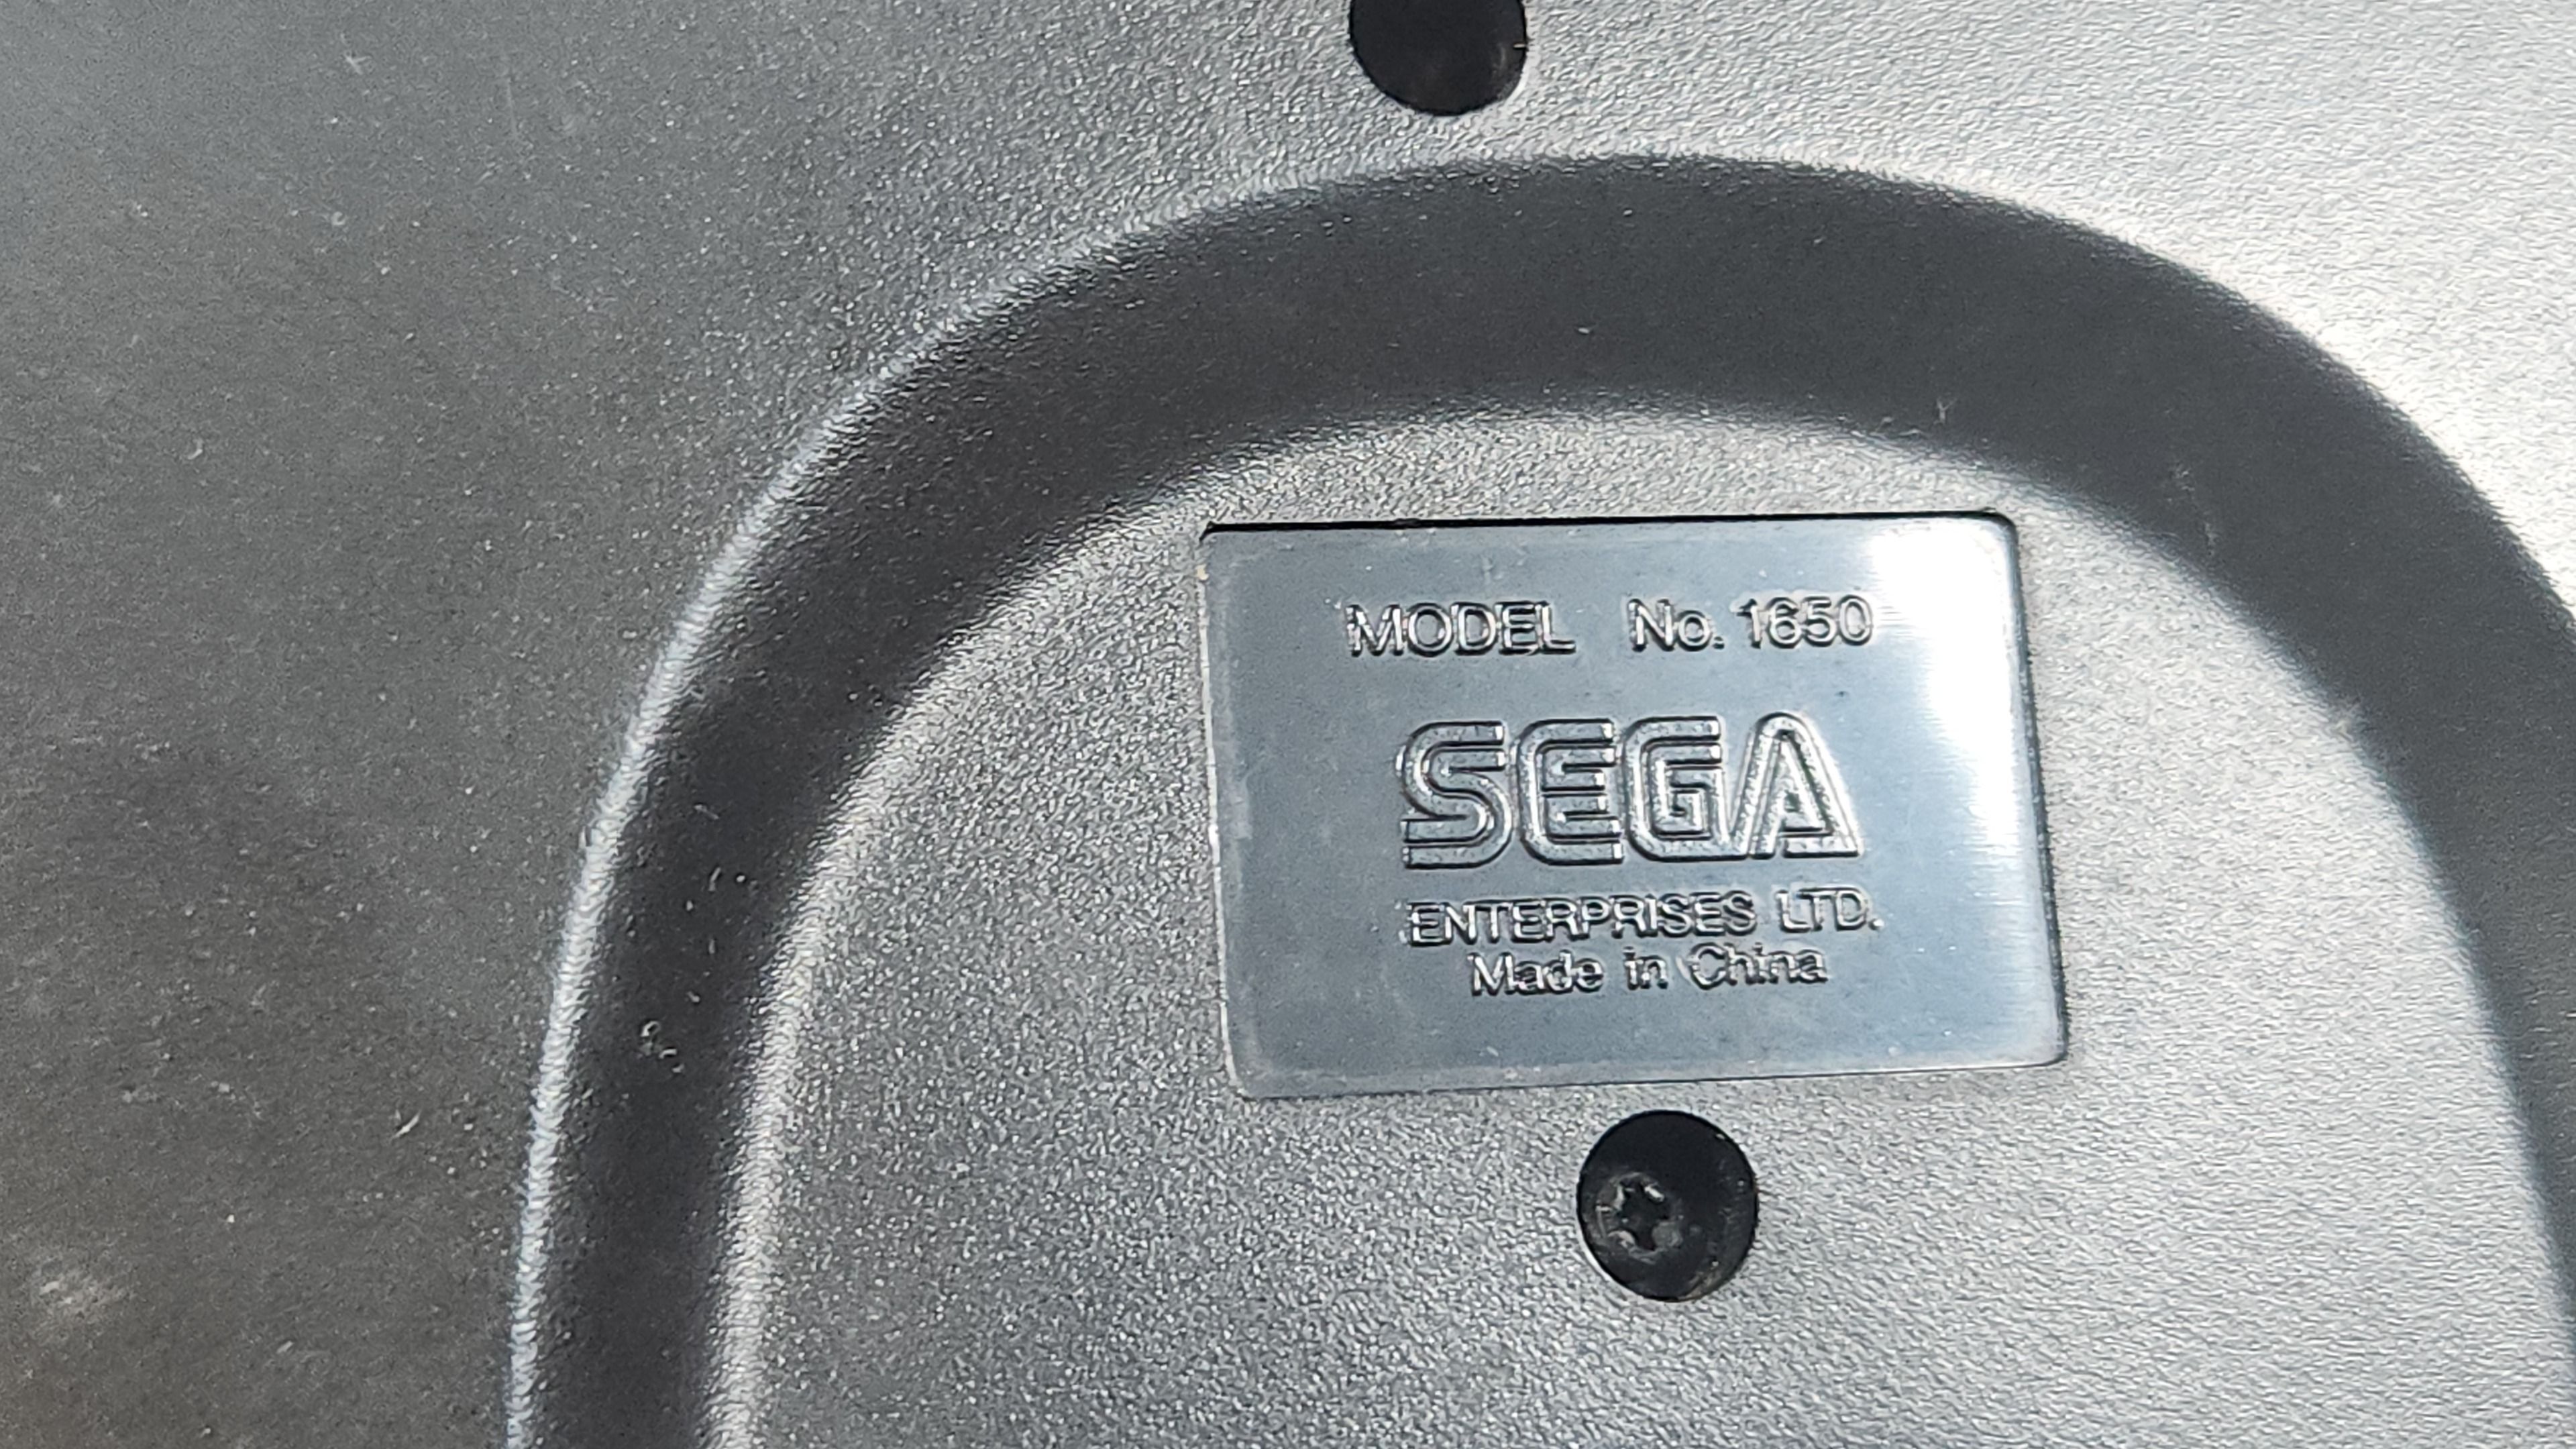 MODEL No. 1650
SEGA
ENTERPRISES LTD.
Made in China